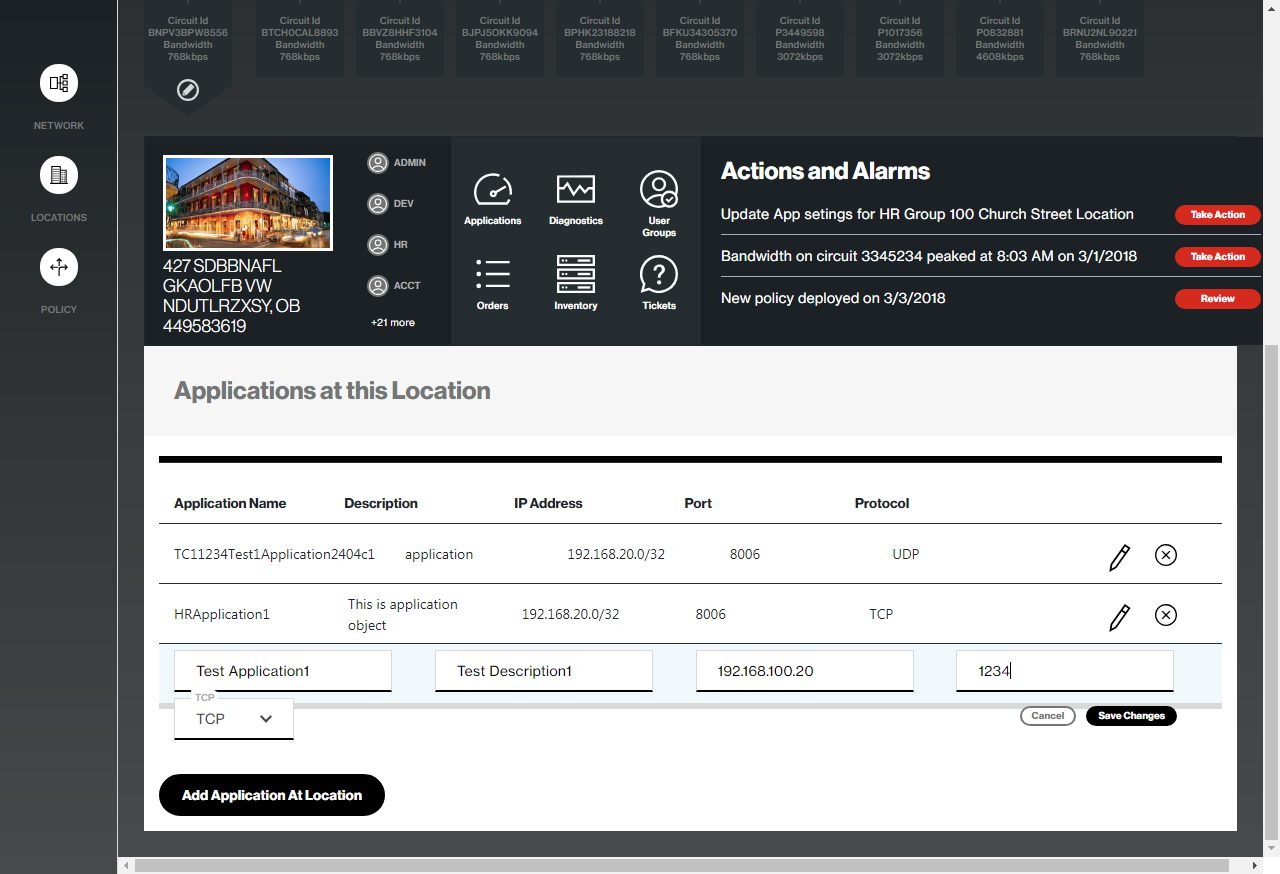 Circuit Id
BNPV3BPW8556
Bandwidth
768kbps
Circuit Id
BTCH0CAL8893
Bandwidth
768kbps
Circuit Id
BBVZ8HHF3104
Bandwidth
768kbps
Circuit Id
BJPJ5OKK9094
Bandwidth
768kbps
Circuit Id
BPHK23188218
Bandwidth
768kbps
Circuit Id
BFKU34305370
Bandwidth
768kbps
Circuit Id
P3449598
Bandwidth
3072kbps
Circuit Id
P1017356
Bandwidth
3072kbps
Circuit Id
P0832881
Bandwidth
4608kbps
Circuit Id
BRNU2NL90221
Bandwidth
768kbps
NETWORK
LOCATIONS
POLICY
427 SDBBNAFL
GKAOLFB VW
NDUTLRZXSY, OB
449583619
ADMIN
DEV
HR
ACCT
+21 more
Applications
Diagnostics
User
Groups
Orders
Inventory
Tickets
Actions and Alarms
Update App setings for HR Group 100 Church Street Location
Take Action
Bandwidth on circuit 3345234 peaked at 8:03 AM on 3/1/2018
Take Action
New policy deployed on 3/3/2018
Review
Applications at this Location
Application Name Description IP Address Port Protocol
TC11234Test1Application2404c1 application 192.168.20.0/32 8006 UDP
HRApplication1 This is application
object 192.168.20.0/32 8006 TCP
Test Application1 Test Description1 192.168.100.20 1234
TCP
TCP
Cancel Save Changes
Add Application At Location